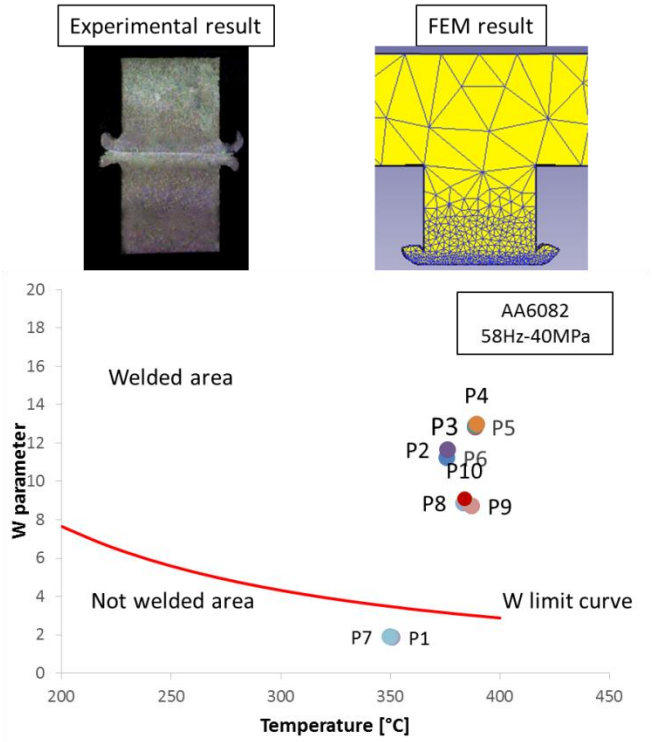 Experimental result
FEM result
20
18
16
14
12
10
8
6
4
2
0
W parameter
AA6082
58Hz-40MPa
Welded area
P4
P3
P5
P2
P6
P10
P8
P9
Not welded area
W limit curve
P7
P1
200
250
300
350
400
450
Temperature [°C]